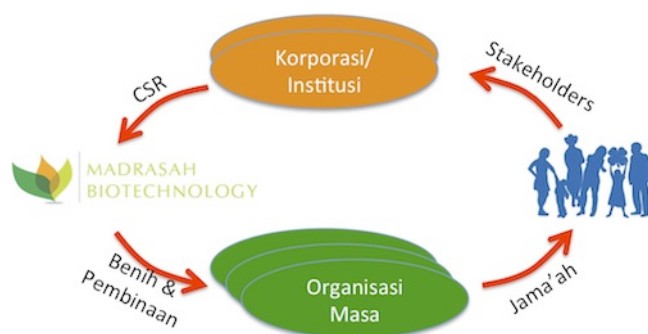 Korporasi/
Institusi
CSR
Stakeholders
MADRASAH
BIOTECHNOLOGY
Benih &
Pembinaan
Organisasi
Masa
Jama'ah